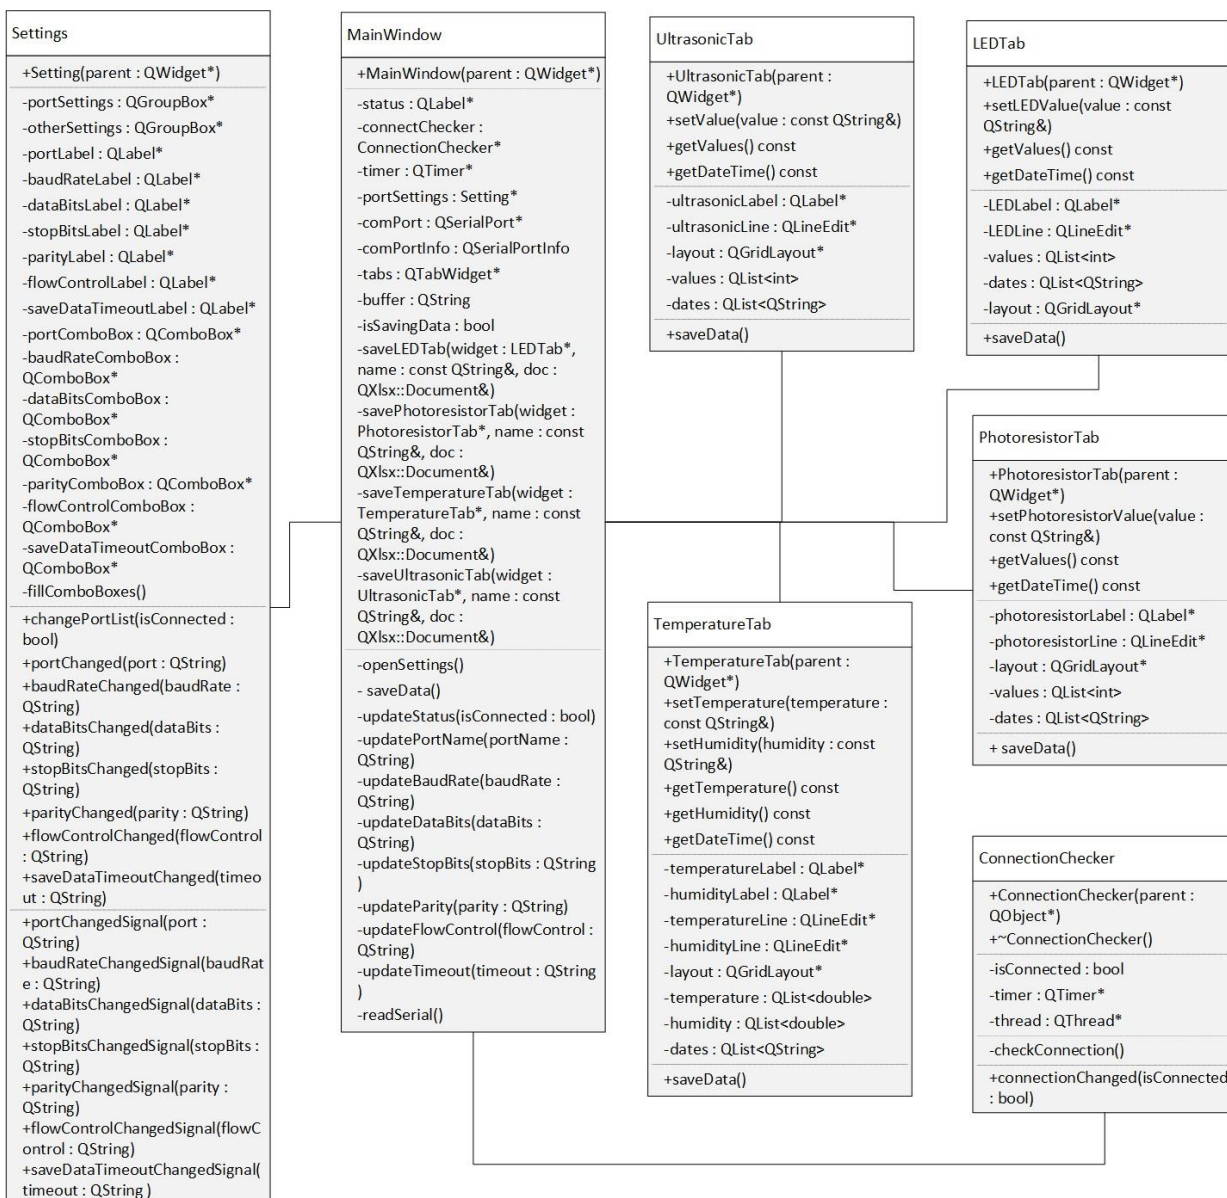 Settings
+Setting(parent : QWidget*)
-portSettings : QGroupBox*
-otherSettings : QGroupBox*
-portLabel : QLabel*
-baudRateLabel : QLabel*
-dataBitsLabel : QLabel*
-stopBitsLabel : QLabel*
-parityLabel : QLabel*
-flowControlLabel : QLabel*
-saveDataTimeoutLabel : QLabel*
-portComboBox : QComboBox*
-baudRateComboBox :
QComboBox*
-dataBitsComboBox :
QComboBox*
-stopBitsComboBox :
QComboBox*
-parityComboBox : QComboBox*
-flowControlComboBox :
QComboBox*
-saveDataTimeoutComboBox :
QComboBox*
-fillComboBoxes()
+changePortList(isConnected :
bool)
+portChanged(port : QString)
+baudRateChanged(baudRate :
QString)
+dataBitsChanged(dataBits :
QString)
+stopBitsChanged(stopBits :
QString)
+parityChanged(parity : QString)
+flowControlChanged(flowControl
: QString)
+saveDataTimeoutChanged(timeo
ut : QString)
+portChangedSignal(port :
QString)
+baudRateChangedSignal(baudRat
e : QString)
+dataBitsChangedSignal(dataBits :
QString)
+stopBitsChangedSignal(stopBits :
QString)
+parityChangedSignal(parity :
QString)
+flowControlChangedSignal(flowC
ontrol : QString)
+saveDataTimeoutChangedSignal(
timeout : QString )
MainWindow
+MainWindow(parent : QWidget*)
-status : QLabel*
-connectChecker :
ConnectionChecker*
-timer : QTimer*
-portSettings : Setting*
-comPort : QSerialPort*
-comPortInfo : QSerialPortInfo
-tabs : QTabWidget*
-buffer : QString
-isSavingData : bool
-saveLEDTab(widget : LEDTab*,
name : const QString&, doc :
QXlsx::Document&)
-savePhotoresistorTab(widget :
PhotoresistorTab*, name : const
QString&, doc :
QXlsx::Document&)
-saveTemperatureTab(widget :
TemperatureTab*, name : const
QString&, doc :
QXlsx::Document&)
-saveUltrasonicTab(widget :
UltrasonicTab*, name : const
QString&, doc :
QXlsx::Document&)
-openSettings()
- saveData()
-updateStatus(isConnected : bool)
-updatePortName(portName :
QString)
-updateBaudRate(baudRate :
QString)
-updateDataBits(dataBits :
QString)
-updateStopBits(stopBits : QString
)
-updateParity(parity : QString)
-updateFlowControl(flowControl :
QString)
-updateTimeout(timeout : QString
)
-readSerial()
UltrasonicTab
+UltrasonicTab(parent :
QWidget*)
+setValue(value : const QString&)
+getValues() const
+getDateTime() const
-ultrasonicLabel : QLabel*
-ultrasonicLine : QLineEdit*
-layout : QGridLayout*
-values : QList<int>
-dates : QList<QString>
+saveData()
TemperatureTab
+TemperatureTab(parent :
QWidget*)
+setTemperature(temperature :
const QString&)
+setHumidity(humidity : const
QString&)
+getTemperature() const
+getHumidity() const
+getDateTime() const
-temperatureLabel : QLabel*
-humidityLabel : QLabel*
-temperatureLine : QLineEdit*
-humidityLine : QLineEdit*
-layout : QGridLayout*
-temperature : QList<double>
-humidity : QList<double>
-dates : QList<QString>
+saveData()
LEDTab
+LEDTab(parent : QWidget*)
+setLEDValue(value : const
QString&)
+getValues() const
+getDateTime() const
-LEDLabel : QLabel*
-LEDLine : QLineEdit*
-values : QList<int>
-dates : QList<QString>
-layout : QGridLayout*
+saveData()
PhotoresistorTab
+PhotoresistorTab(parent :
QWidget*)
+setPhotoresistorValue(value :
const QString&)
+getValues() const
+getDateTime() const
-photoresistorLabel : QLabel*
-photoresistorLine : QLineEdit*
-layout : QGridLayout*
-values : QList<int>
-dates : QList<QString>
+ saveData()
ConnectionChecker
+ConnectionChecker(parent :
QObject*)
+~ConnectionChecker()
-isConnected : bool
-timer : QTimer*
-thread : QThread*
-checkConnection()
+connectionChanged(isConnected
: bool)